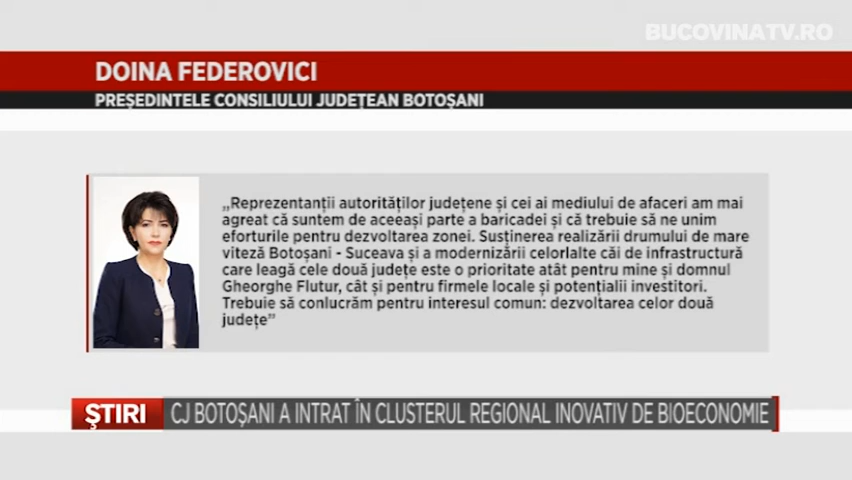 BUCOVINATV.RO
DOINA FEDEROVICI
PREȘEDINTELE CONSILIULUI JUDEȚEAN BOTOȘANI
„Reprezentanții autorităților județene și cei ai mediului de afaceri am mai
agreat că suntem de aceeași parte a baricadei și că trebuie să ne unim
eforturile pentru dezvoltarea zonei. Susținerea realizării drumului de mare
viteză Botoșani - Suceava și a modernizării celorlalte căi de infrastructură
care leagă cele două județe este o prioritate atât pentru mine și domnul
Gheorghe Flutur, cât și pentru firmele locale și potențialii investitori.
Trebuie să conlucrăm pentru interesul comun: dezvoltarea celor două
județe”
ȘTIRI
CJ BOTOȘANI A INTRAT ÎN CLUSTERUL REGIONAL INOVATIV DE BIOECONOMIE